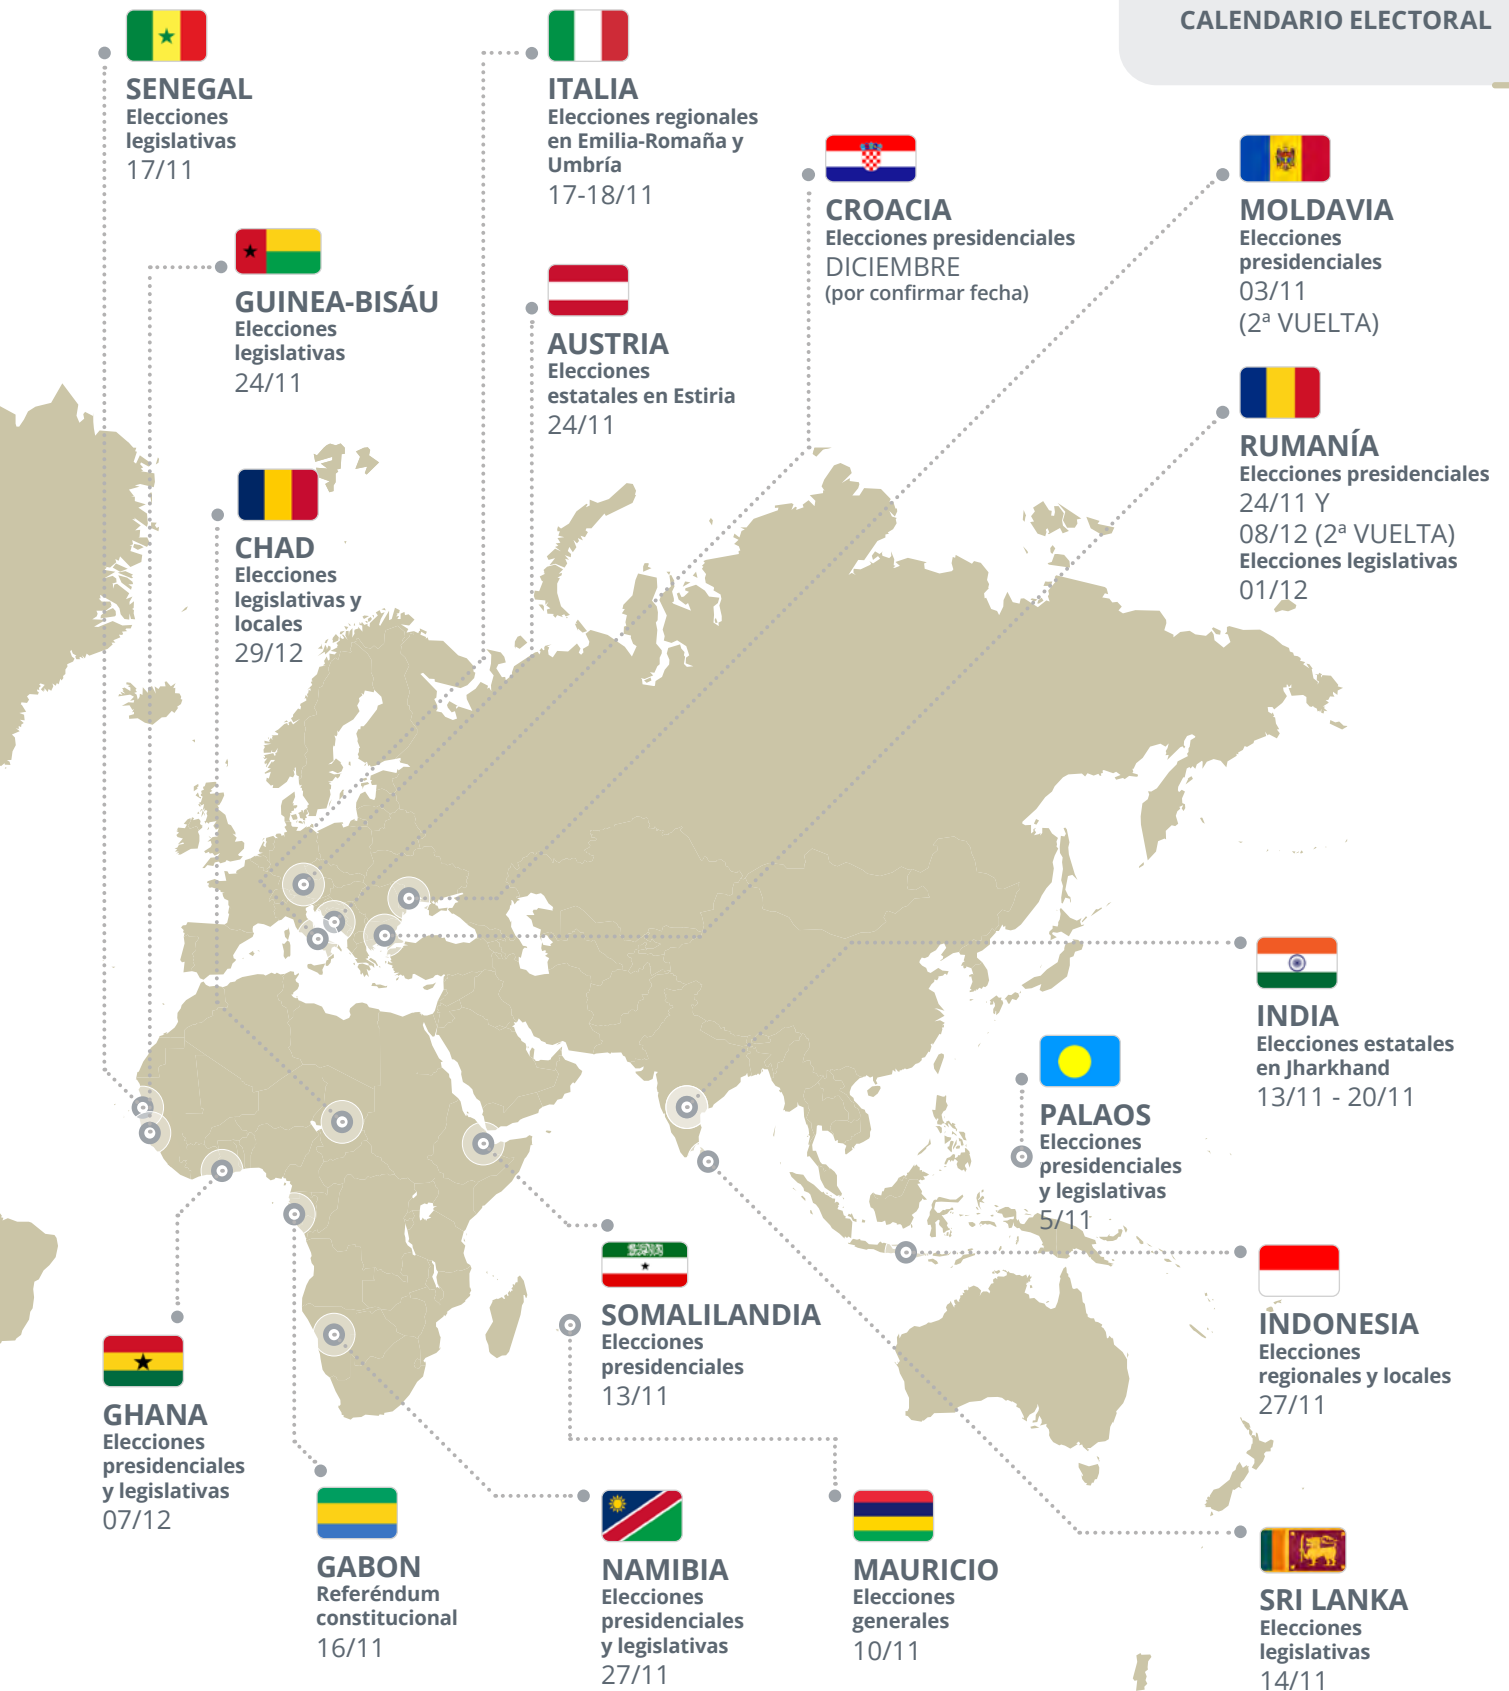 CALENDARIO ELECTORAL
SENEGAL
Elecciones
legislativas
17/11
ITALIA
Elecciones regionales
en Emilia-Romaña y
Umbría
17-18/11
CROACIA
Elecciones presidenciales
DICIEMBRE
(por confirmar fecha)
MOLDAVIA
Elecciones
presidenciales
03/11
(2ª VUELTA)
GUINEA-BISÁU
Elecciones
legislativas
24/11
AUSTRIA
Elecciones
estatales en Estiria
24/11
RUMANÍA
Elecciones presidenciales
24/11 Y
08/12 (2ª VUELTA)
Elecciones legislativas
01/12
CHAD
Elecciones
legislativas y
locales
29/12
INDIA
Elecciones estatales
en Jharkhand
13/11 - 20/11
PALAOS
Elecciones
presidenciales
y legislativas
5/11
SOMALILANDIA
Elecciones
presidenciales
13/11
INDONESIA
Elecciones
regionales y locales
27/11
GHANA
Elecciones
presidenciales
y legislativas
07/12
GABON
Referéndum
constitucional
16/11
NAMIBIA
Elecciones
presidenciales
y legislativas
27/11
MAURICIO
Elecciones
generales
10/11
SRI LANKA
Elecciones
legislativas
14/11